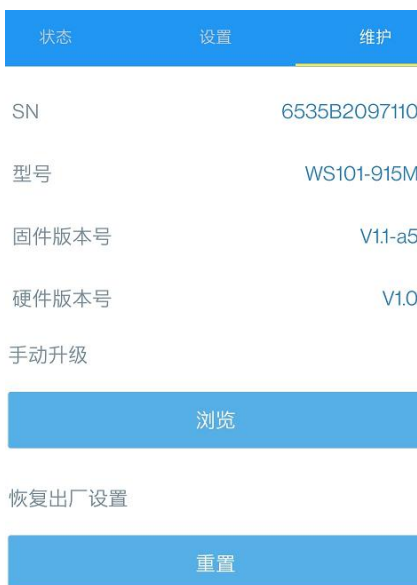 状态 设置 维护
SN 6535B2097110
型号 WS101-915M
固件版本号 V1.1-a5
硬件版本号 V1.0
手动升级
浏览
恢复出厂设置
重置